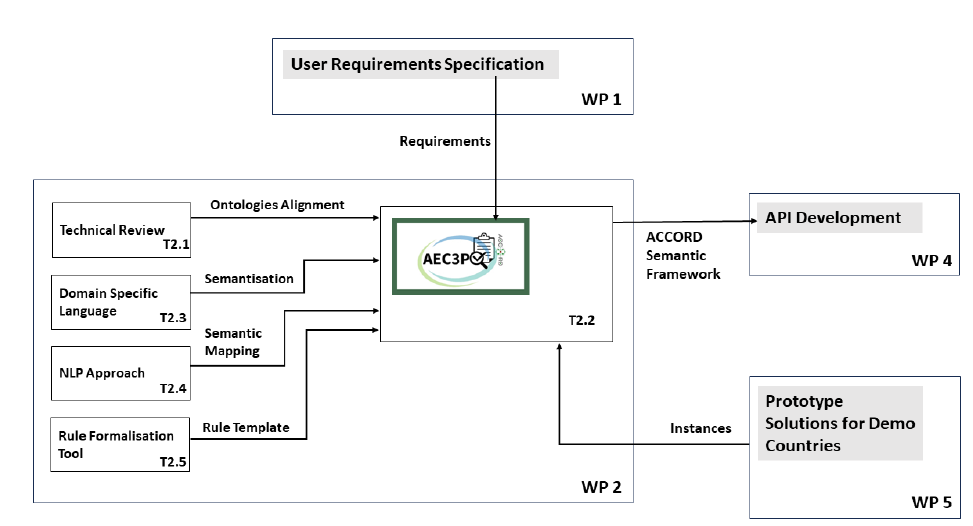 User Requirements Specification
WP 1
Requirements
Technical Review
T2.1
Ontologies Alignment
Domain Specific
Language
T2.3
Semantisation
Semantic
Mapping
NLP Approach
T2.4
Rule Formalisation
Tool
T2.5
Rule Template
AEC3PO
T2.2
WP 2
ACCORD
Semantic
Framework
API Development
WP 4
Instances
Prototype
Solutions for Demo
Countries
WP 5